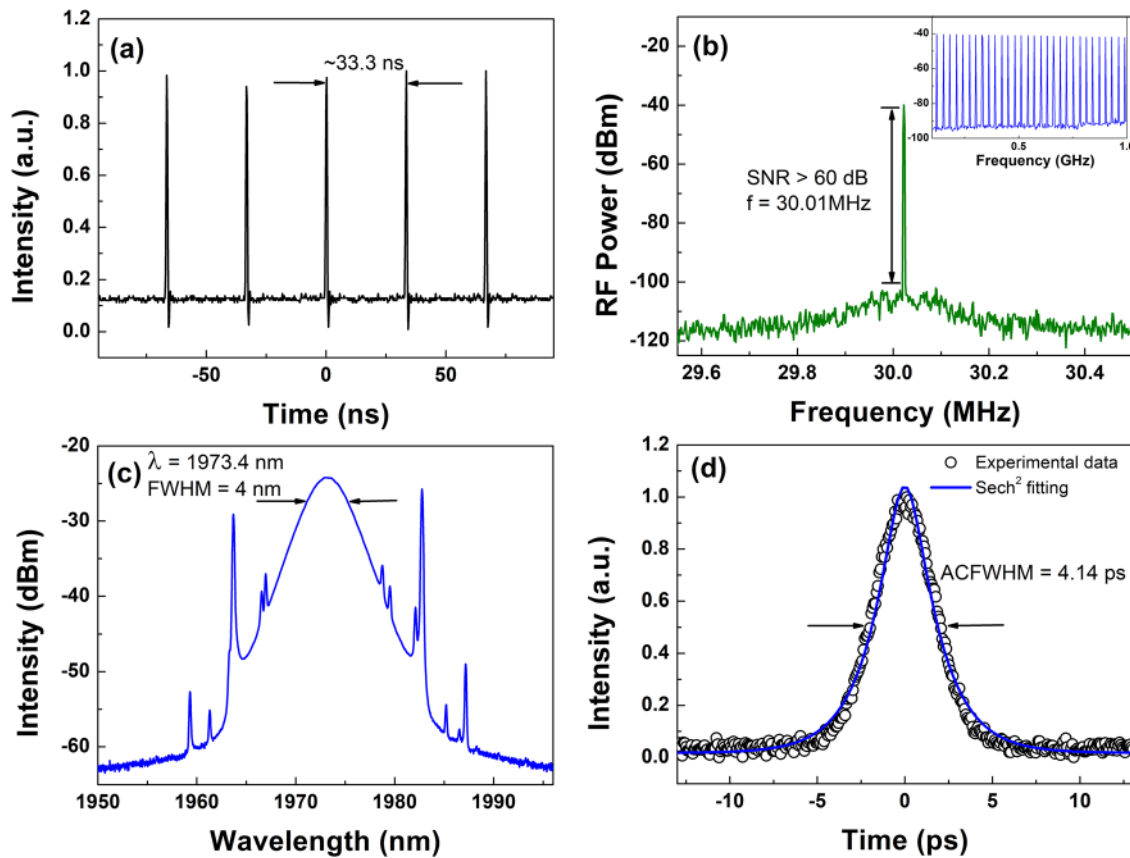 (a)
~33.3 ns
1.2
1.0
0.8
0.6
0.4
0.2
0.0
Intensity (a.u.)
-50
0
50
Time (ns)
(b)
-20
-40
-60
-80
-100
-120
RF Power (dBm)
SNR > 60 dB
f = 30.01MHz
29.6
29.8
30.0
30.2
30.4
Frequency (MHz)
-40
-60
-80
-100
0.5
1.0
Frequency (GHz)
(c)
λ = 1973.4 nm
FWHM = 4 nm
-20
-30
-40
-50
-60
Intensity (dBm)
1950
1960
1970
1980
1990
Wavelength (nm)
(d)
Experimental data
Sech² fitting
ACFWHM = 4.14 ps
1.2
1.0
0.8
0.6
0.4
0.2
0.0
Intensity (a.u.)
-10
-5
0
5
10
Time (ps)